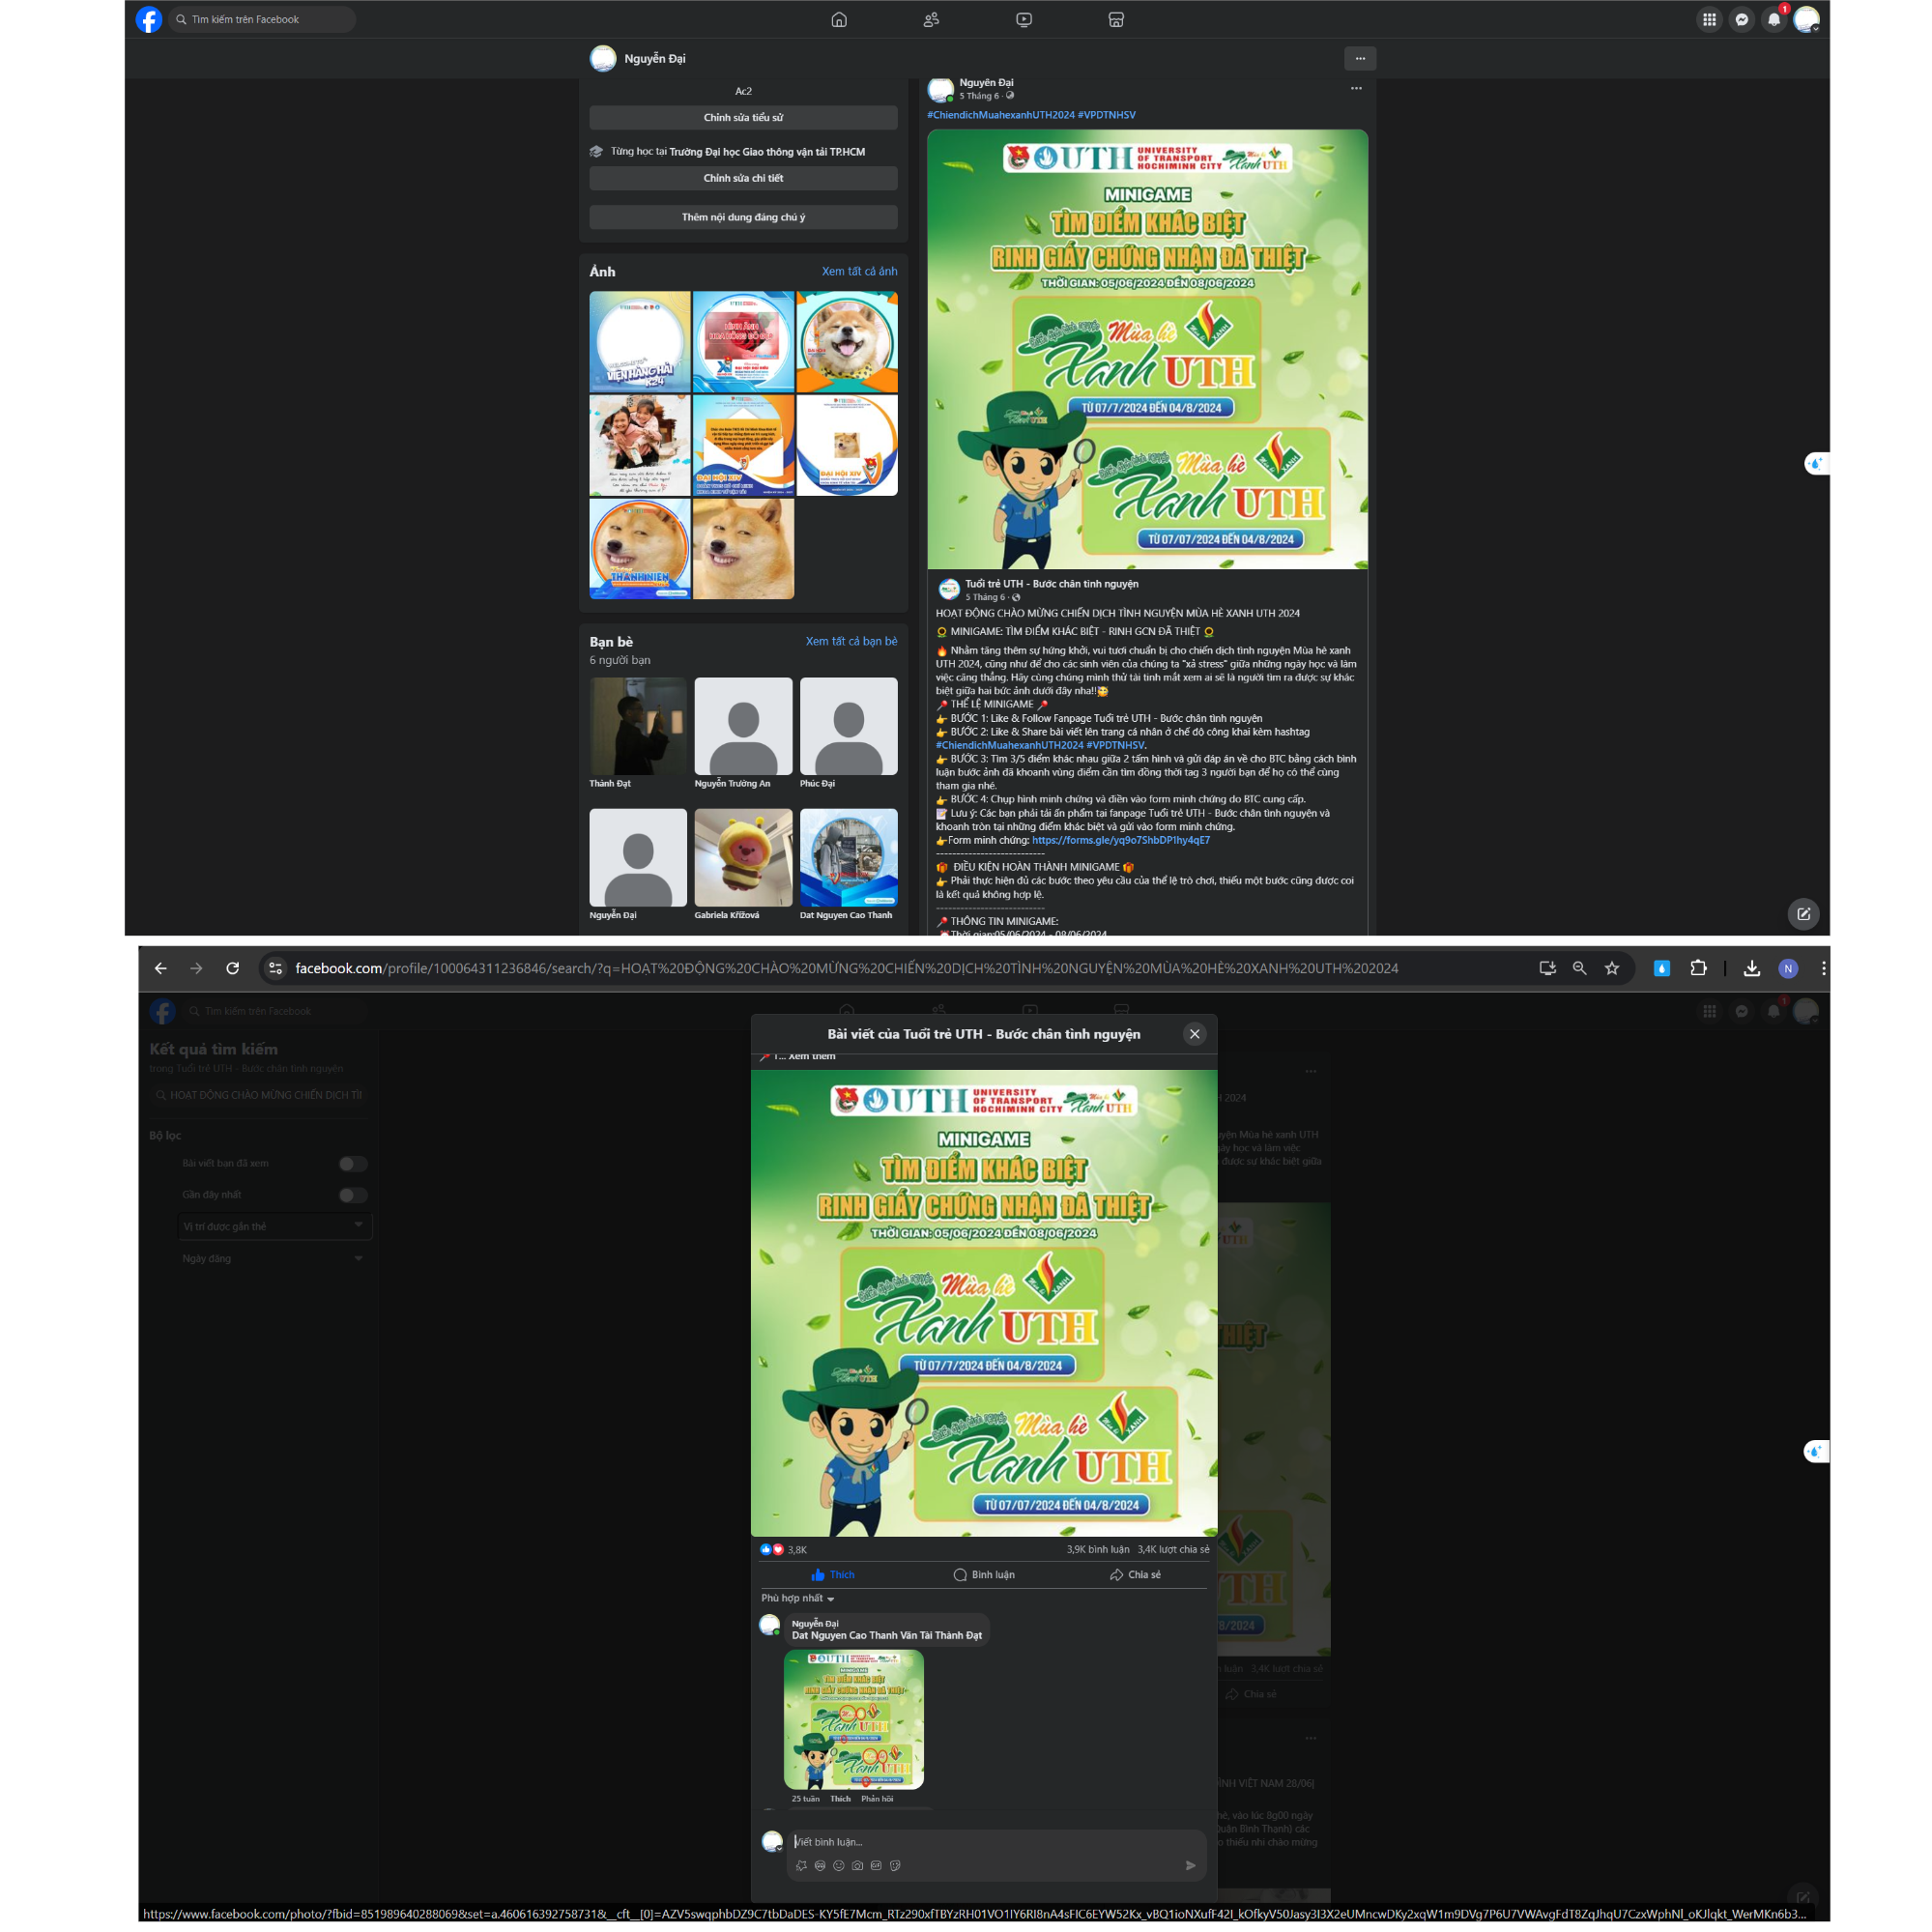 Tìm kiếm trên Facebook
1
Nguyễn Đại
Ac2
Chỉnh sửa tiểu sử
Từng học tại Trường Đại học Giao thông vận tải TP.HCM
Chỉnh sửa chi tiết
Thêm nội dung đáng chú ý
Ảnh
Xem tất cả ảnh
VIỆN HÀNG HẢI
K24
ĐẠI HỘI XIV
ĐẠI HỘI XIV
THANH NIÊN
Bạn bè
Xem tất cả bạn bè
6 người bạn
Thành Đạt
Nguyễn Trường An
Phúc Đại
Nguyễn Đại
Gabriela Křížová
Dat Nguyen Cao Thanh
Nguyễn Đại
5 Tháng 6
#ChiendichMuahexanhUTH2024 #VPDTNHSV
UTH UNIVERSITY OF TRANSPORT HOCHIMINH CITY Mùa hè Xanh UTH
MINIGAME
TÌM ĐIỂM KHÁC BIỆT
RINH GIẤY CHỨNG NHẬN ĐÃ THIỆT
THỜI GIAN: 05/06/2024 ĐẾN 08/06/2024
Mùa hè
Xanh UTH
TỪ 07/7/2024 ĐẾN 04/8/2024
Mùa hè
Xanh UTH
TỪ 07/07/2024 ĐẾN 04/8/2024
Tuổi trẻ UTH - Bước chân tình nguyện
5 Tháng 6
HOẠT ĐỘNG CHÀO MỪNG CHIẾN DỊCH TÌNH NGUYỆN MÙA HÈ XANH UTH 2024
🌻 MINIGAME: TÌM ĐIỂM KHÁC BIỆT - RINH GCN ĐÃ THIỆT 🌻
🔥 Nhằm tăng thêm sự hứng khởi, vui tươi chuẩn bị cho chiến dịch tình nguyện Mùa hè xanh
UTH 2024, cũng như để cho các sinh viên của chúng ta "xả stress" giữa những ngày học và làm
việc căng thẳng. Hãy cùng chúng mình thử tài tinh mắt xem ai sẽ là người tìm ra được sự khác
biệt giữa hai bức ảnh dưới đây nha!!🥰
📍 THỂ LỆ MINIGAME 📍
👉 BƯỚC 1: Like & Follow Fanpage Tuổi trẻ UTH - Bước chân tình nguyện
👉 BƯỚC 2: Like & Share bài viết lên trang cá nhân ở chế độ công khai kèm hashtag
#ChiendichMuahexanhUTH2024 #VPDTNHSV.
👉 BƯỚC 3: Tìm 3/5 điểm khác nhau giữa 2 tấm hình và gửi đáp án về cho BTC bằng cách bình
luận bước ảnh đã khoanh vùng điểm cần tìm đồng thời tag 3 người bạn để họ có thể cùng
tham gia nhé.
👉 BƯỚC 4: Chụp hình minh chứng và điền vào form minh chứng do BTC cung cấp.
📝 Lưu ý: Các bạn phải tải ấn phẩm tại fanpage Tuổi trẻ UTH - Bước chân tình nguyện và
khoanh tròn tại những điểm khác biệt và gửi vào form minh chứng.
👉Form minh chứng: https://forms.gle/yq9o7ShbDP1hy4qE7
----------------------------
🎁 ĐIỀU KIỆN HOÀN THÀNH MINIGAME 🎁
👉 Phải thực hiện đủ các bước theo yêu cầu của thể lệ trò chơi, thiếu một bước cũng được coi
là kết quả không hợp lệ.
----------------------------
📍 THÔNG TIN MINIGAME:
⏰Thời gian:05/06/2024 - 08/06/2024
facebook.com/profile/100064311236846/search/?q=HOẠT%20ĐỘNG%20CHÀO%20MỪNG%20CHIẾN%20DỊCH%20TÌNH%20NGUYỆN%20MÙA%20HÈ%20XANH%20UTH%202024
N
Tìm kiếm trên Facebook
Kết quả tìm kiếm
trong Tuổi trẻ UTH - Bước chân tình nguyện
HOẠT ĐỘNG CHÀO MỪNG CHIẾN DỊCH TÌI
Bộ lọc
Bài viết bạn đã xem
Gần đây nhất
Vị trí được gắn thẻ
Ngày đăng
Bài viết của Tuổi trẻ UTH - Bước chân tình nguyện
📍 T... Xem thêm
UTH UNIVERSITY OF TRANSPORT HOCHIMINH CITY Mùa hè Xanh UTH
MINIGAME
TÌM ĐIỂM KHÁC BIỆT
RINH GIẤY CHỨNG NHẬN ĐÃ THIỆT
THỜI GIAN: 05/06/2024 ĐẾN 08/06/2024
Mùa hè
Xanh UTH
TỪ 07/7/2024 ĐẾN 04/8/2024
Mùa hè
Xanh UTH
TỪ 07/07/2024 ĐẾN 04/8/2024
3,8K
3,9K bình luận 3,4K lượt chia sẻ
Thích
Bình luận
Chia sẻ
Phù hợp nhất
Nguyễn Đại
Dat Nguyen Cao Thanh Văn Tài Thành Đạt
25 tuần Thích Phản hồi
Viết bình luận...
3,4K lượt chia sẻ
Chia sẻ